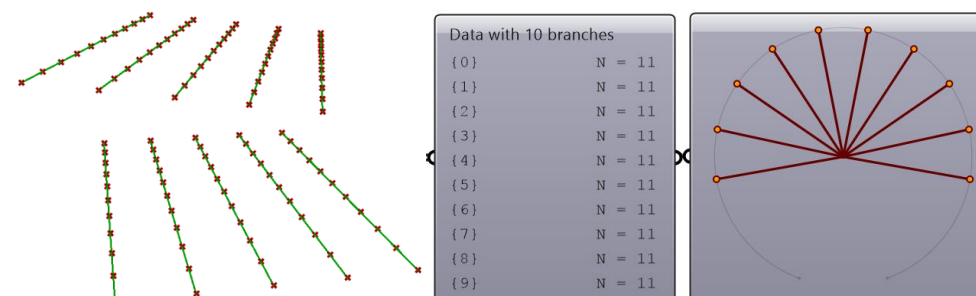 Data with 10 branches
{0} N = 11
{1} N = 11
{2} N = 11
{3} N = 11
{4} N = 11
{5} N = 11
{6} N = 11
{7} N = 11
{8} N = 11
{9} N = 11